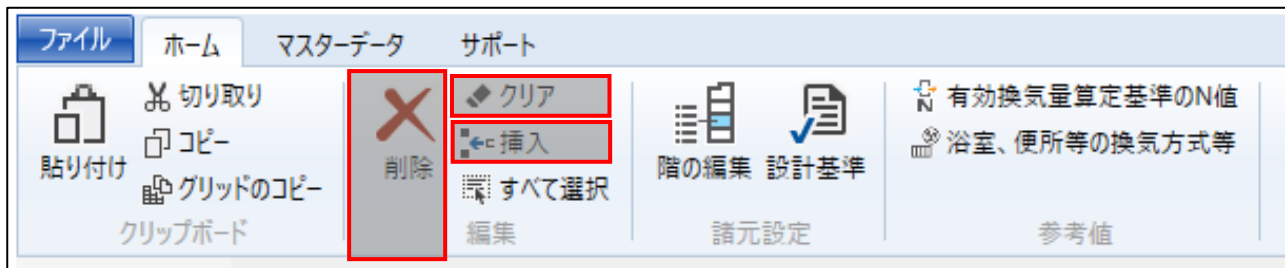 ファイル ホーム マスターデータ サポート
貼り付け
切り取り
コピー
グリッドのコピー
クリップボード
削除
クリア
挿入
すべて選択
編集
階の編集 設計基準
諸元設定
N 有効換気量算定基準のN値
浴室、便所等の換気方式等
参考値